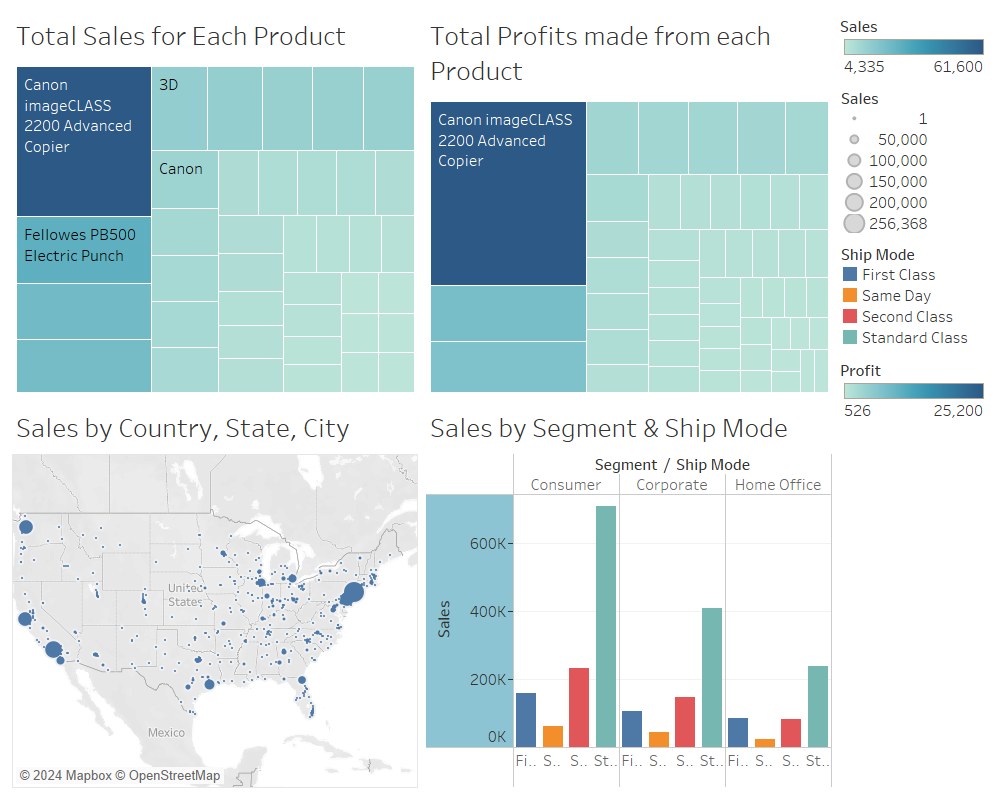 Total Sales for Each Product
Canon
imageCLASS
2200 Advanced
Copier
3D
Canon
Fellowes PB500
Electric Punch
Total Profits made from each
Product
Canon imageCLASS
2200 Advanced
Copier
Sales
4,335 61,600
Sales
1
50,000
100,000
150,000
200,000
256,368
Ship Mode
First Class
Same Day
Second Class
Standard Class
Profit
526 25,200
Sales by Country, State, City
United
States
Mexico
© 2024 Mapbox © OpenStreetMap
Sales by Segment & Ship Mode
Segment / Ship Mode
Consumer Corporate Home Office
Sales
600K
400K
200K
0K
Fi.. S.. S.. St.. Fi.. S.. S.. St.. Fi.. S.. S.. St..